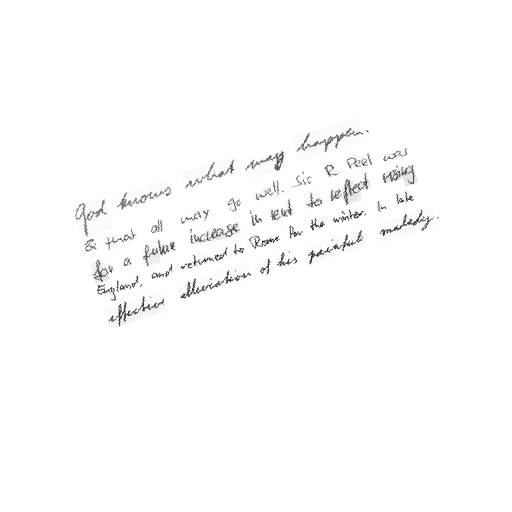 God knows what may happen.
& that all may go well. Sir R. Peel was
for a future increase in rent to reflect rising
England, and returned to Rome for the winter. In late
effective alleviation of his painful malady.